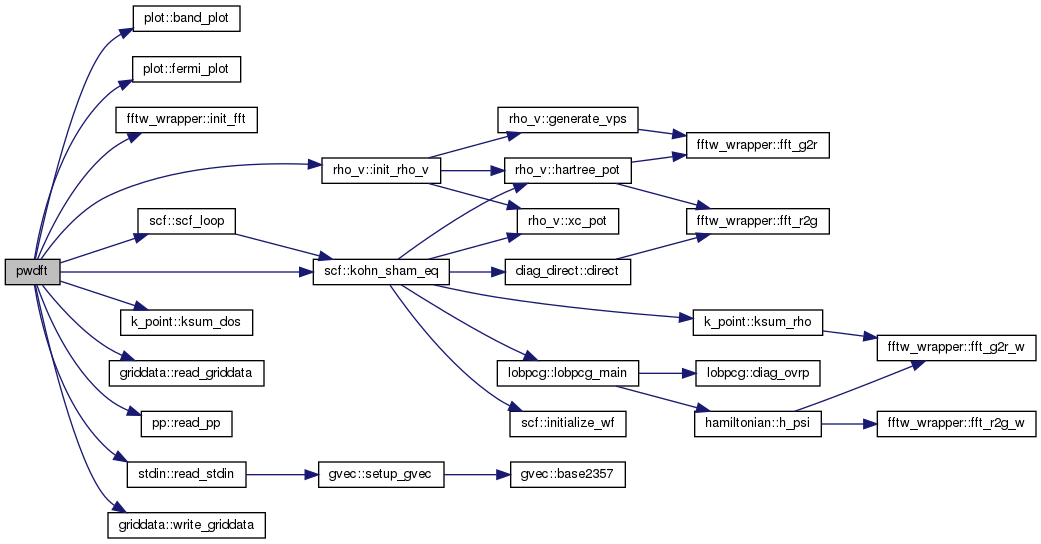 plot::band_plot
plot::fermi_plot
fftw_wrapper::init_fft
rho_v::generate_vps
fftw_wrapper::fft_g2r
rho_v::init_rho_v
rho_v::hartree_pot
scf::scf_loop
rho_v::xc_pot
fftw_wrapper::fft_r2g
pwdft
scf::kohn_sham_eq
diag_direct::direct
k_point::ksum_dos
k_point::ksum_rho
fftw_wrapper::fft_g2r_w
griddata::read_griddata
lobpcg::lobpcg_main
lobpcg::diag_ovrp
pp::read_pp
scf::initialize_wf
hamiltonian::h_psi
fftw_wrapper::fft_r2g_w
stdin::read_stdin
gvec::setup_gvec
gvec::base2357
griddata::write_griddata